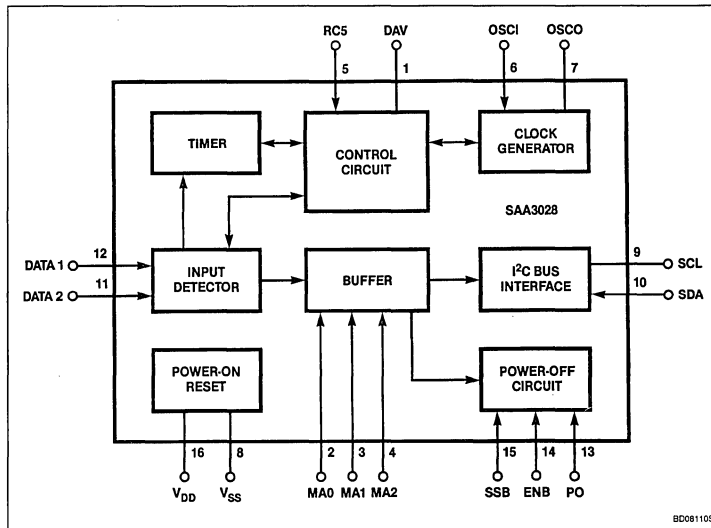 RC5 DAV OSCI OSCO
5 1 6 7
TIMER
CONTROL
CIRCUIT
CLOCK
GENERATOR
SAA3028
DATA 1 12
DATA 2 11
INPUT
DETECTOR
BUFFER
I²C BUS
INTERFACE
9 SCL
10 SDA
POWER-ON
RESET
POWER-OFF
CIRCUIT
16 8 2 3 4 15 14 13
VDD VSS MA0 MA1 MA2 SSB ENB PO
BD08110S